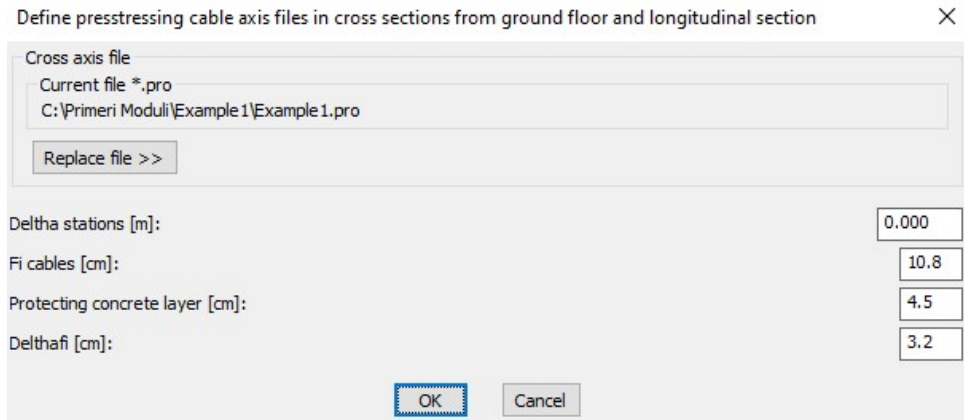 Define presstressing cable axis files in cross sections from ground floor and longitudinal section
Cross axis file
Current file *.pro
C:\Primeri Moduli\Example1\Example1.pro
Replace file >>
Deltha stations [m]: 0.000
Fi cables [cm]: 10.8
Protecting concrete layer [cm]: 4.5
Delthafi [cm]: 3.2
OK Cancel